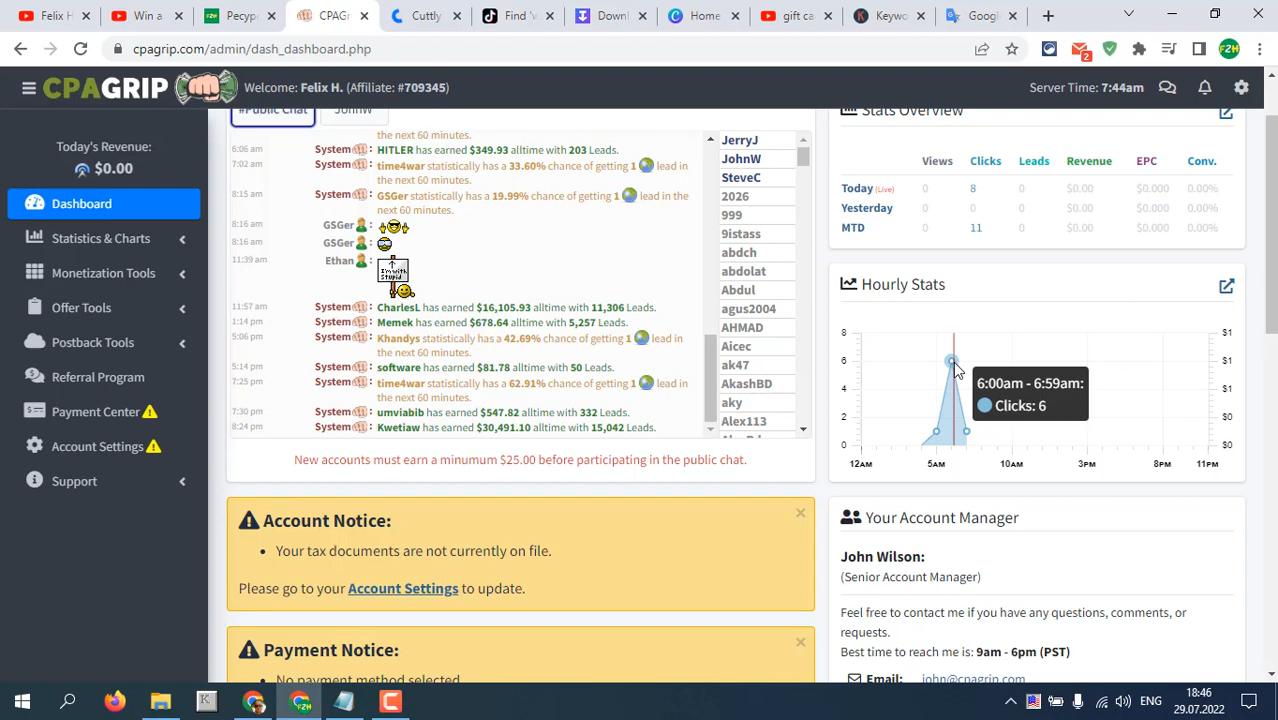 Felix H
Win a
Pecyp
CPAGr
Cuttly
Find 'v
Downl
Home
gift ca
Keywo
Googl
cpagrip.com/admin/dash_dashboard.php
F2H
2
CPAGRIP
Welcome: Felix H. (Affiliate: #709345)
Server Time: 7:44am
Today's Revenue:
$0.00
Dashboard
Statistics & Charts
Monetization Tools
Offer Tools
Postback Tools
Referral Program
Payment Center
Account Settings
Support
#Public Chat
JohnW
the next 60 minutes.
6:06 am System: HITLER has earned $349.93 alltime with 203 Leads.
7:02 am System: time4war statistically has a 33.60% chance of getting 1 lead in
the next 60 minutes.
8:15 am System: GSGer statistically has a 19.99% chance of getting 1 lead in the
next 60 minutes.
8:16 am GSGer:
8:16 am GSGer:
11:39 am Ethan:
I'm with
Stupid
11:57 am System: CharlesL has earned $16,105.93 alltime with 11,306 Leads.
1:14 pm System: Memek has earned $678.64 alltime with 5,257 Leads.
5:06 pm System: Khandys statistically has a 42.69% chance of getting 1 lead in
the next 60 minutes.
5:14 pm System: software has earned $81.78 alltime with 50 Leads.
7:25 pm System: time4war statistically has a 62.91% chance of getting 1 lead in
the next 60 minutes.
7:30 pm System: umviabib has earned $547.82 alltime with 332 Leads.
8:24 pm System: Kwetiaw has earned $30,491.10 alltime with 15,042 Leads.
JerryJ
JohnW
SteveC
2026
999
9istass
abdch
abdolat
Abdul
agus2004
AHMAD
Aicec
ak47
AkashBD
aky
Alex113
New accounts must earn a minumum $25.00 before participating in the public chat.
Account Notice:
• Your tax documents are not currently on file.
Please go to your Account Settings to update.
Payment Notice:
• No payment method selected
Stats Overview
Views Clicks Leads Revenue EPC Conv.
Today (Live) 0 8 0 $0.00 $0.000 0.00%
Yesterday 0 0 0 $0.00 $0.000 0.00%
MTD 0 11 0 $0.00 $0.000 0.00%
Hourly Stats
8
6
4
2
0
$1
$1
$1
$0
$0
6:00am - 6:59am:
Clicks: 6
12AM 5AM 10AM 3PM 8PM 11PM
Your Account Manager
John Wilson:
(Senior Account Manager)
Feel free to contact me if you have any questions, comments, or
requests.
Best time to reach me is: 9am - 6pm (PST)
Email: john@cpagrip.com
ENG
18:46
29.07.2022